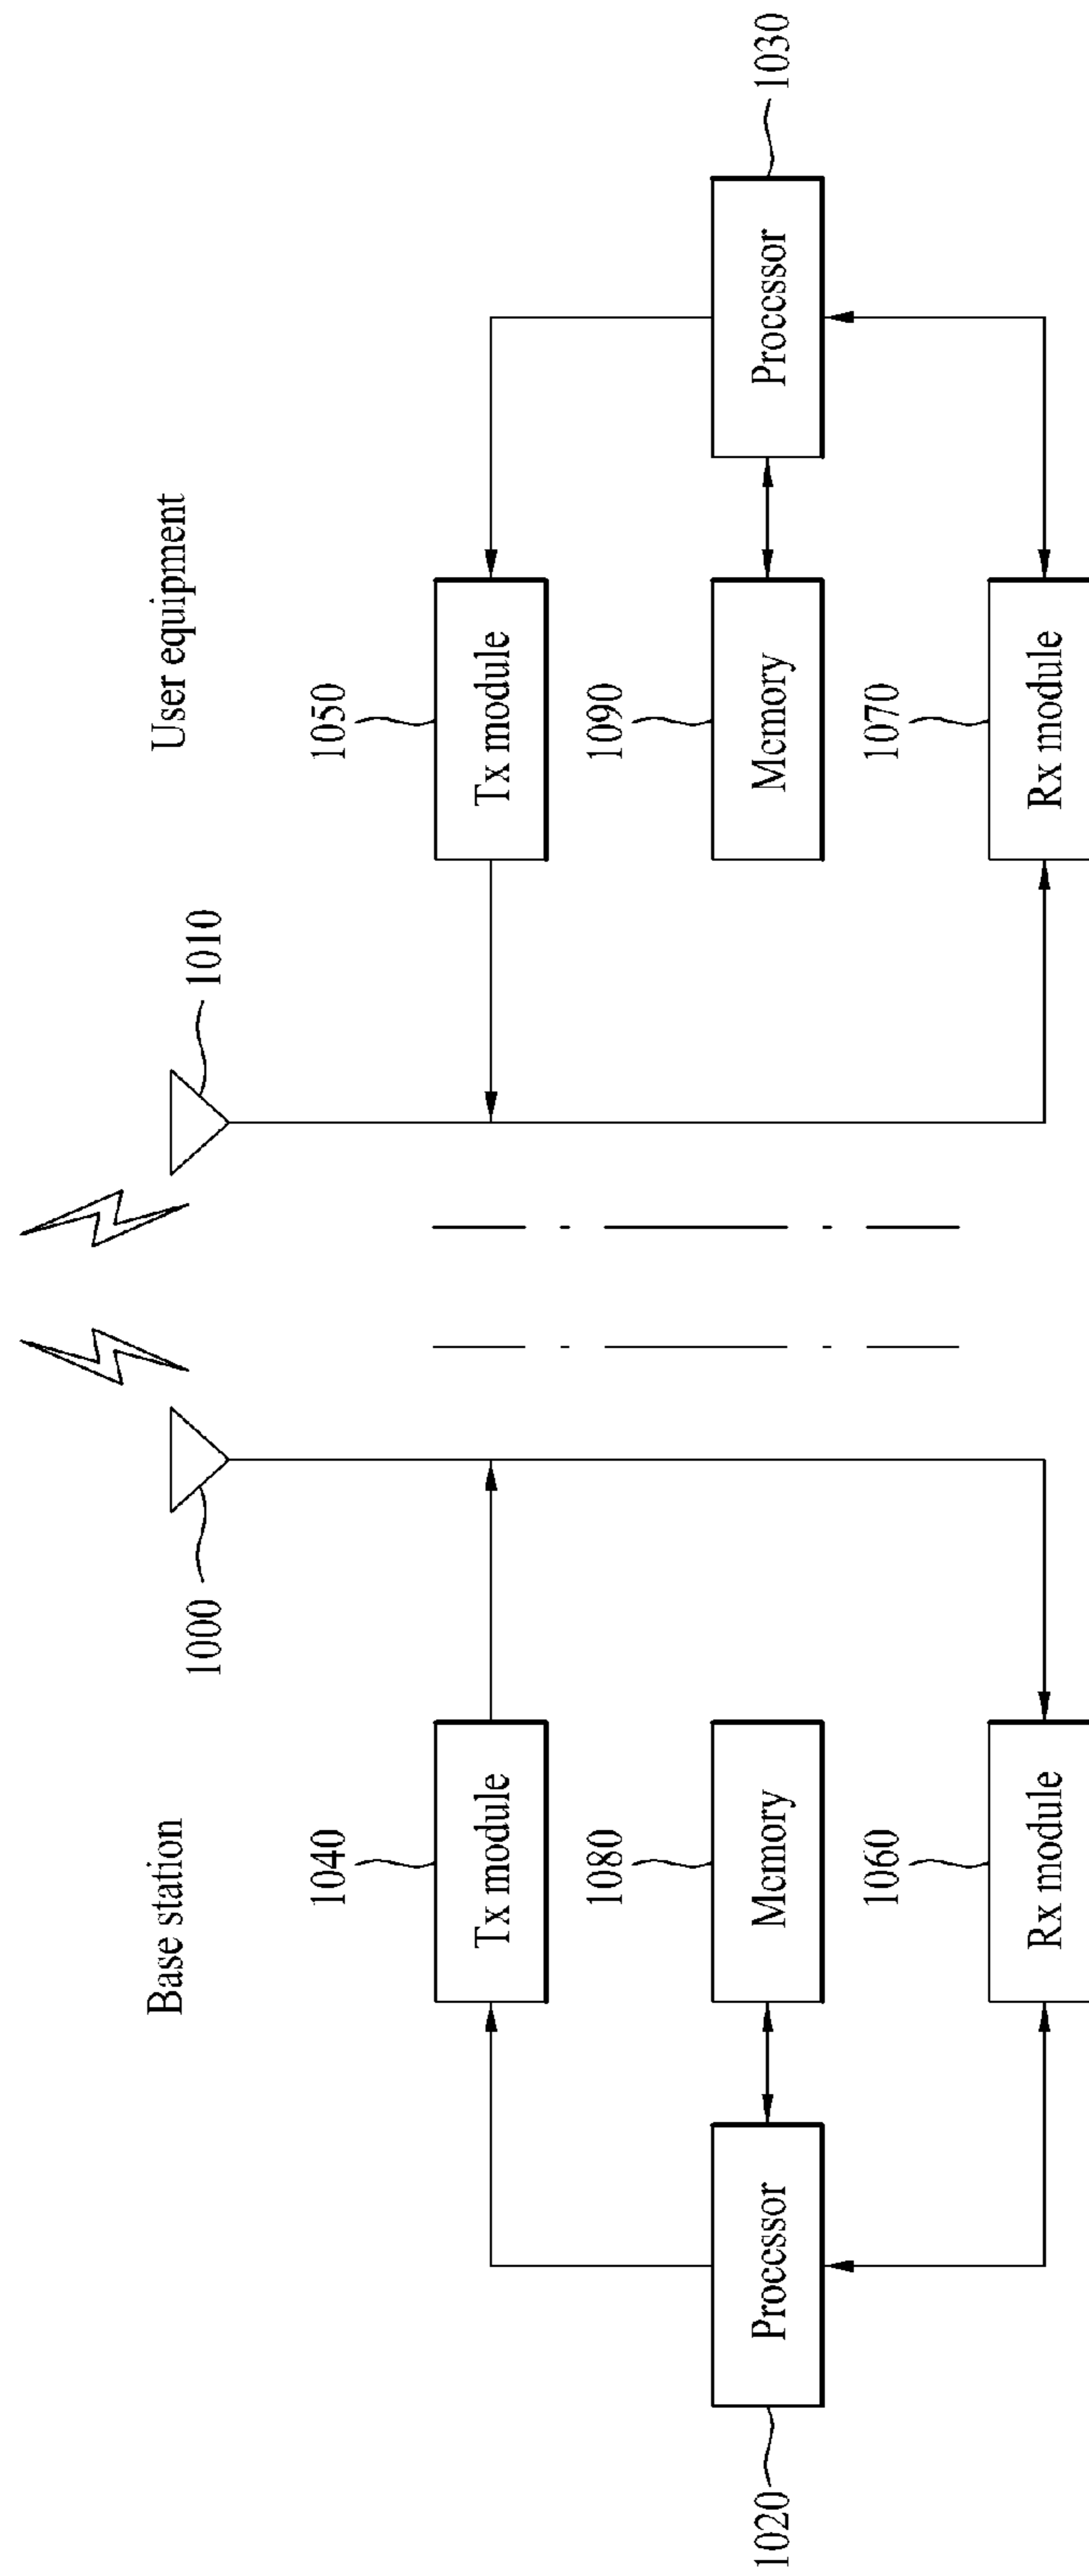 Base station
User equipment
1000
1010
1040
Tx module
1050
Tx module
1020
Processor
1080
Memory
1090
Memory
Processor
1030
1060
Rx module
1070
Rx module